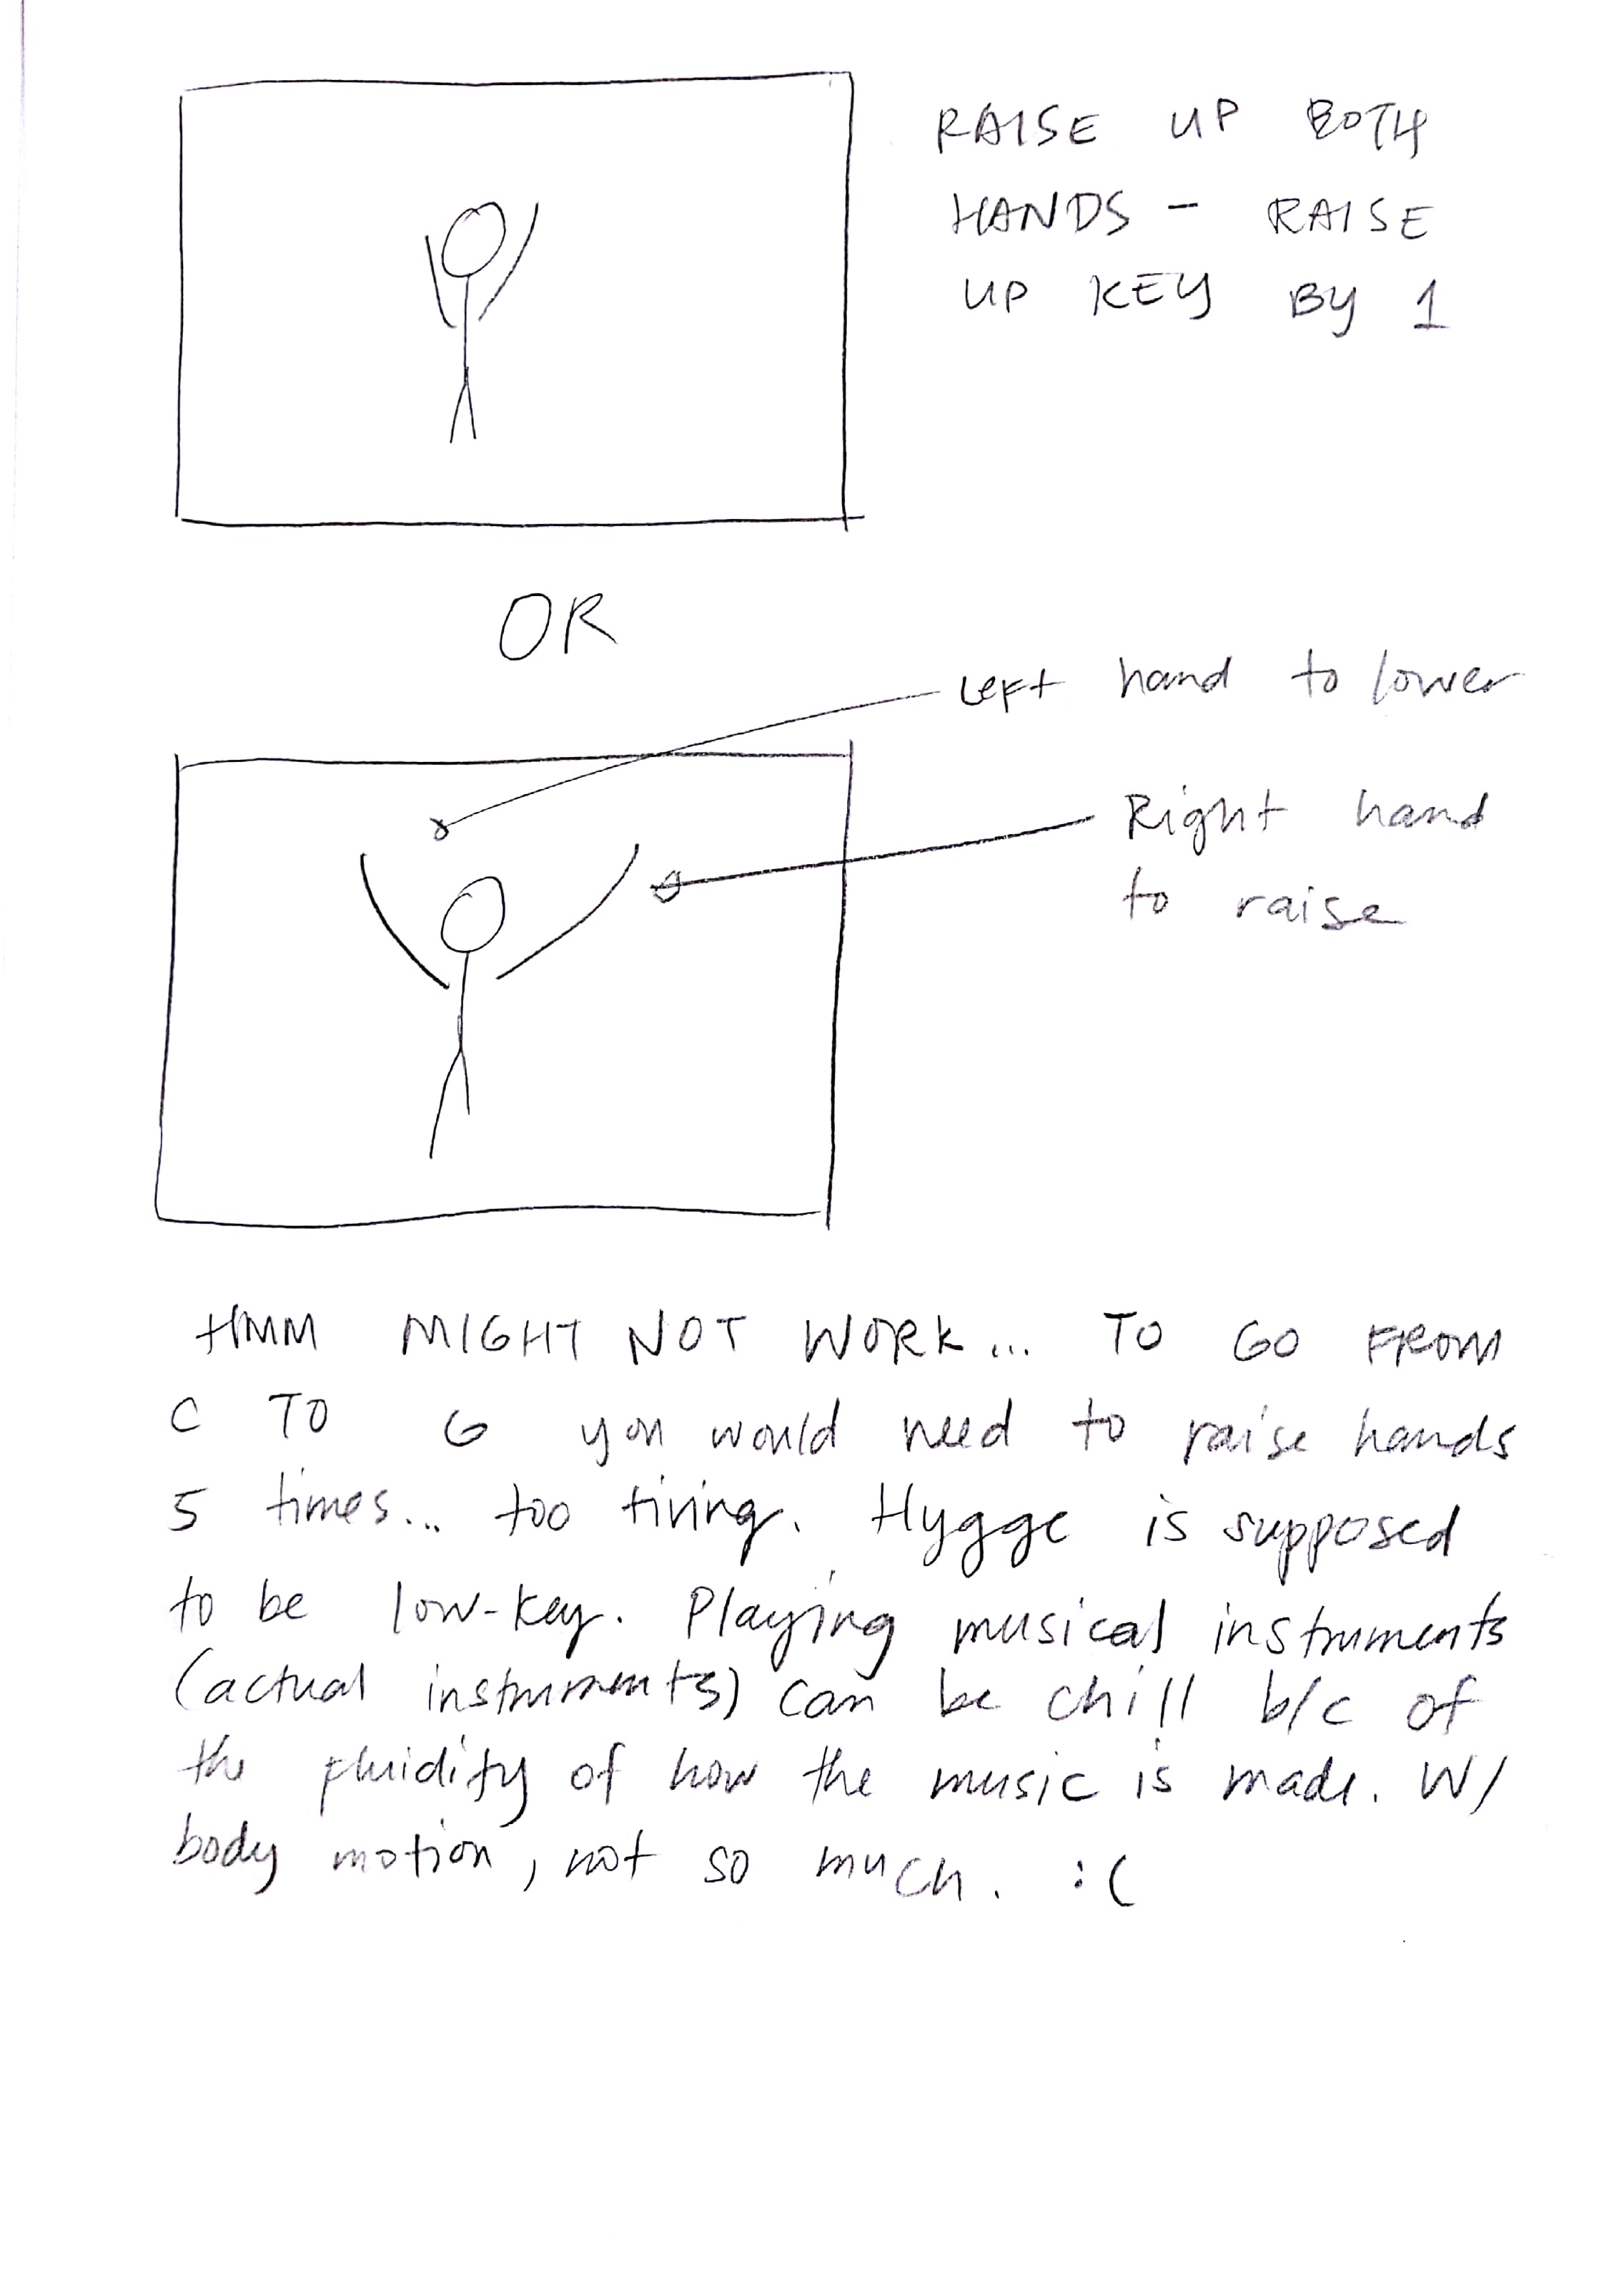 RAISE UP BOTH
HANDS - RAISE
UP KEY BY 1
OR
Left hand to lower
Right hand
to raise
HMM MIGHT NOT WORK... TO GO FROM
C TO G you would need to raise hands
5 times... too tiring. Hygge is supposed
to be low-key. Playing musical instruments
(actual instruments) can be chill b/c of
the fluidity of how the music is made. W/
body motion, not so much. :(